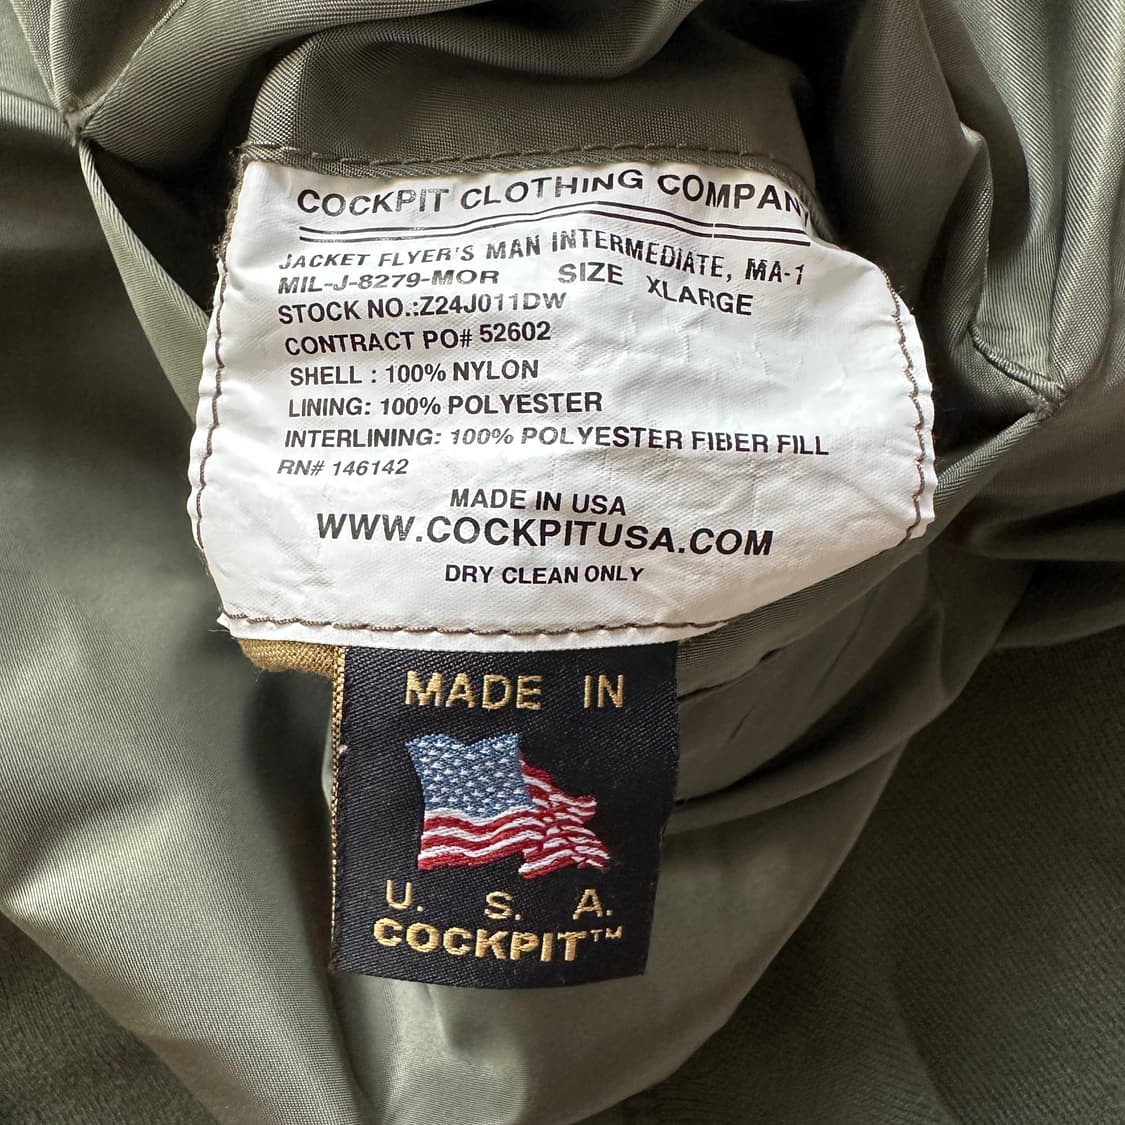 COCKPIT CLOTHING COMPANY
JACKET FLYER'S MAN INTERMEDIATE, MA-1
MIL-J-8279-MOR SIZE XLARGE
STOCK NO.:Z24J011DW
CONTRACT PO# 52602
SHELL : 100% NYLON
LINING: 100% POLYESTER
INTERLINING: 100% POLYESTER FIBER FILL
RN# 146142
MADE IN USA
WWW.COCKPITUSA.COM
DRY CLEAN ONLY
MADE IN
U. S. A.
COCKPIT™